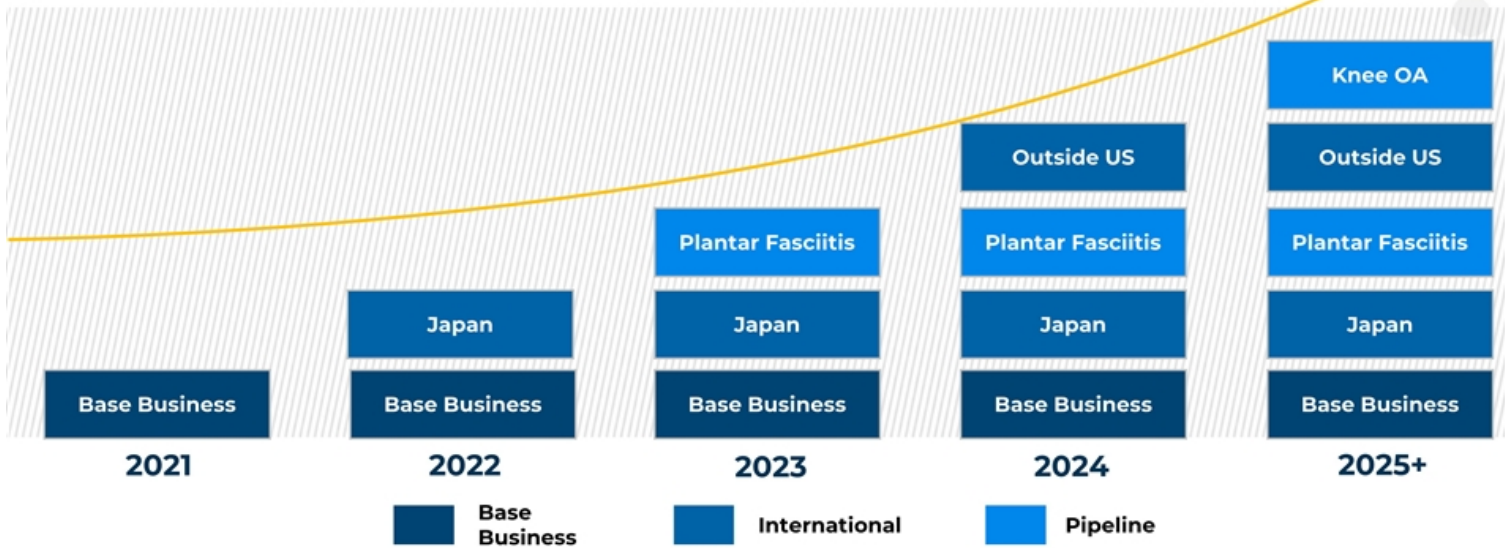 Knee OA
Outside US
Outside US
Plantar Fasciitis
Plantar Fasciitis
Plantar Fasciitis
Japan
Japan
Japan
Japan
Base Business
Base Business
Base Business
Base Business
Base Business
2021
2022
2023
2024
2025+
Base
Business
International
Pipeline